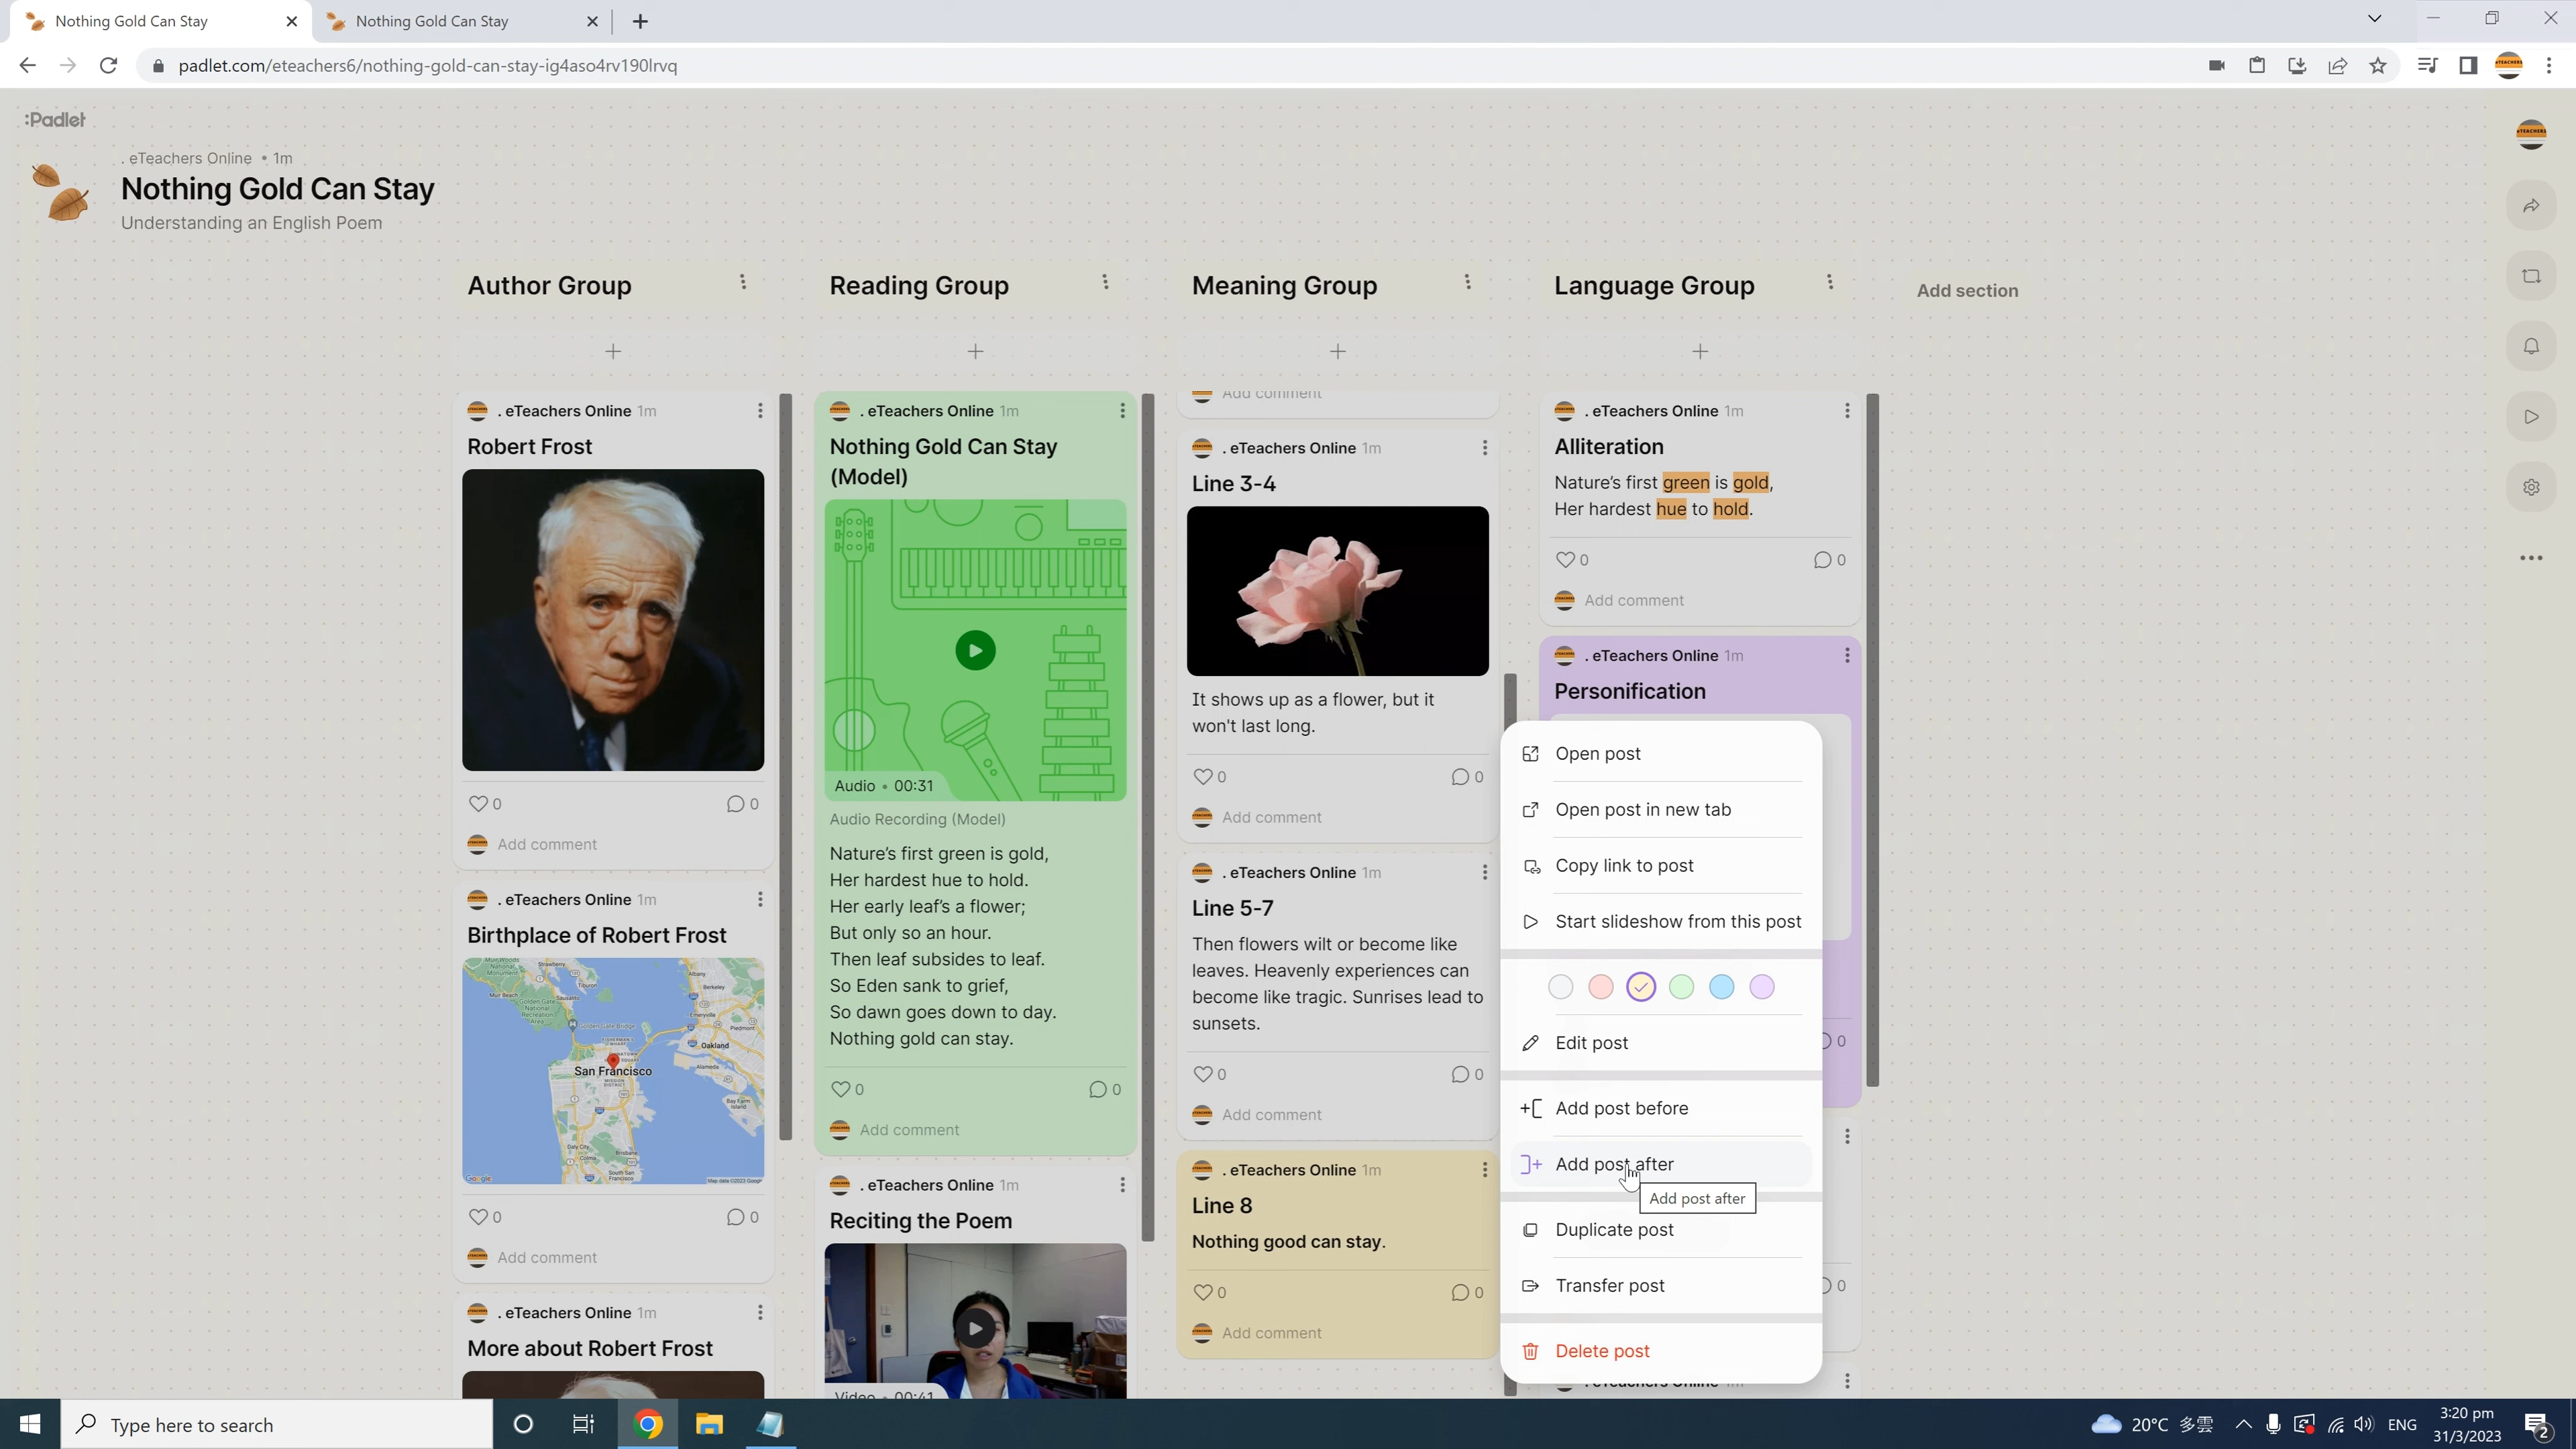 Nothing Gold Can Stay
Nothing Gold Can Stay
padlet.com/eteachers6/nothing-gold-can-stay-ig4aso4rv190lrvq
:Padlet
. eTeachers Online • 1m
Nothing Gold Can Stay
Understanding an English Poem
Author Group
Reading Group
Meaning Group
Language Group
Add section
. eTeachers Online 1m
Robert Frost
0
0
Add comment
. eTeachers Online 1m
Birthplace of Robert Frost
San Francisco
Oakland
Alameda
Berkeley
Daly City
Google
0
0
Add comment
. eTeachers Online 1m
More about Robert Frost
. eTeachers Online 1m
Nothing Gold Can Stay
(Model)
Audio • 00:31
Audio Recording (Model)
Nature's first green is gold,
Her hardest hue to hold.
Her early leaf's a flower;
But only so an hour.
Then leaf subsides to leaf.
So Eden sank to grief,
So dawn goes down to day.
Nothing gold can stay.
0
0
Add comment
. eTeachers Online 1m
Reciting the Poem
Video • 00:41
Add comment
. eTeachers Online 1m
Line 3-4
It shows up as a flower, but it
won't last long.
0
0
Add comment
. eTeachers Online 1m
Line 5-7
Then flowers wilt or become like
leaves. Heavenly experiences can
become like tragic. Sunrises lead to
sunsets.
0
0
Add comment
. eTeachers Online 1m
Line 8
Nothing good can stay.
0
0
Add comment
. eTeachers Online 1m
Alliteration
Nature's first green is gold,
Her hardest hue to hold.
0
0
Add comment
. eTeachers Online 1m
Personification
0
0
Open post
Open post in new tab
Copy link to post
Start slideshow from this post
Edit post
Add post before
Add post after
Add post after
Duplicate post
Transfer post
Delete post
Type here to search
20°C 多雲
ENG
3:20 pm
31/3/2023
2